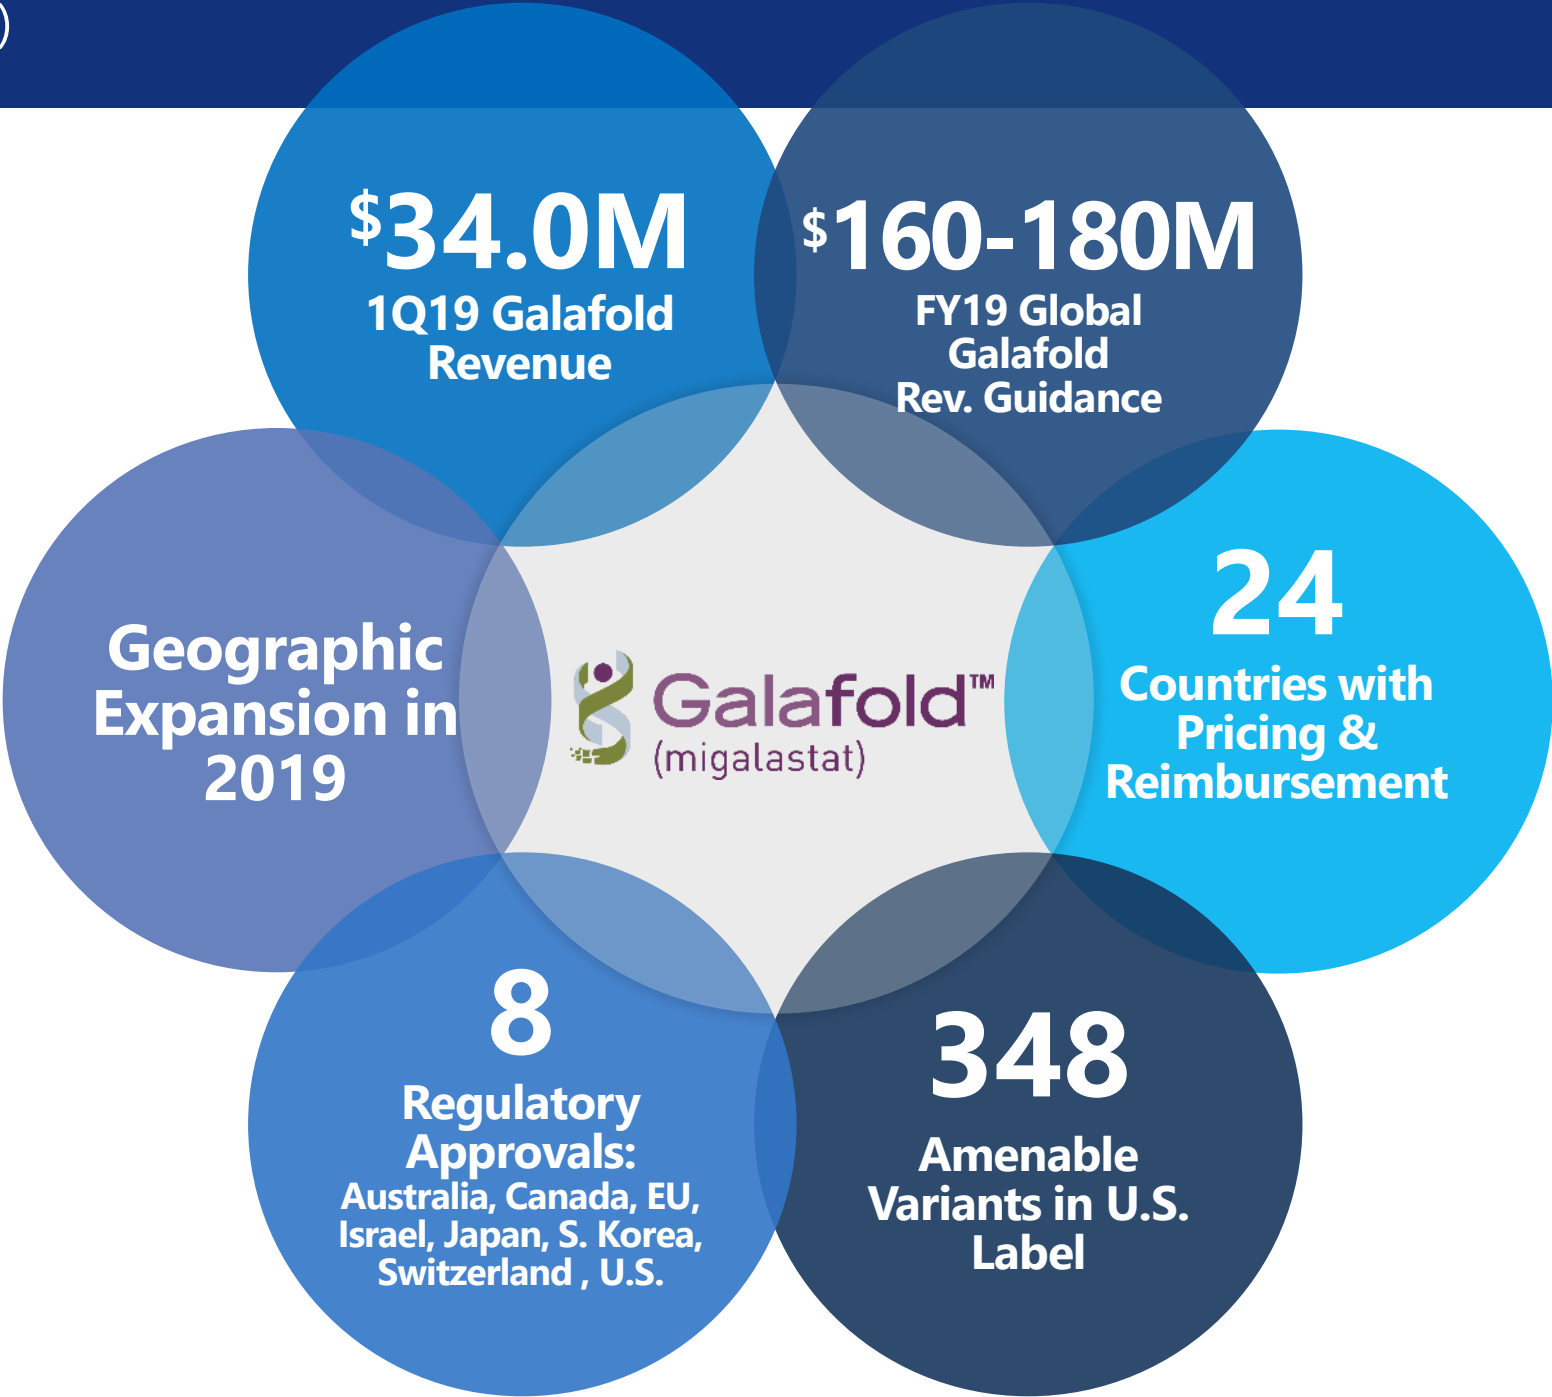 )
$34.0M
1Q19 Galafold
Revenue
$160-180M
FY19 Global
Galafold
Rev. Guidance
24
Countries with
Pricing &
Reimbursement
348
Amenable
Variants in U.S.
Label
8
Regulatory
Approvals:
Australia, Canada, EU,
Israel, Japan, S. Korea,
Switzerland , U.S.
Geographic
Expansion in
2019
Galafold™
(migalastat)